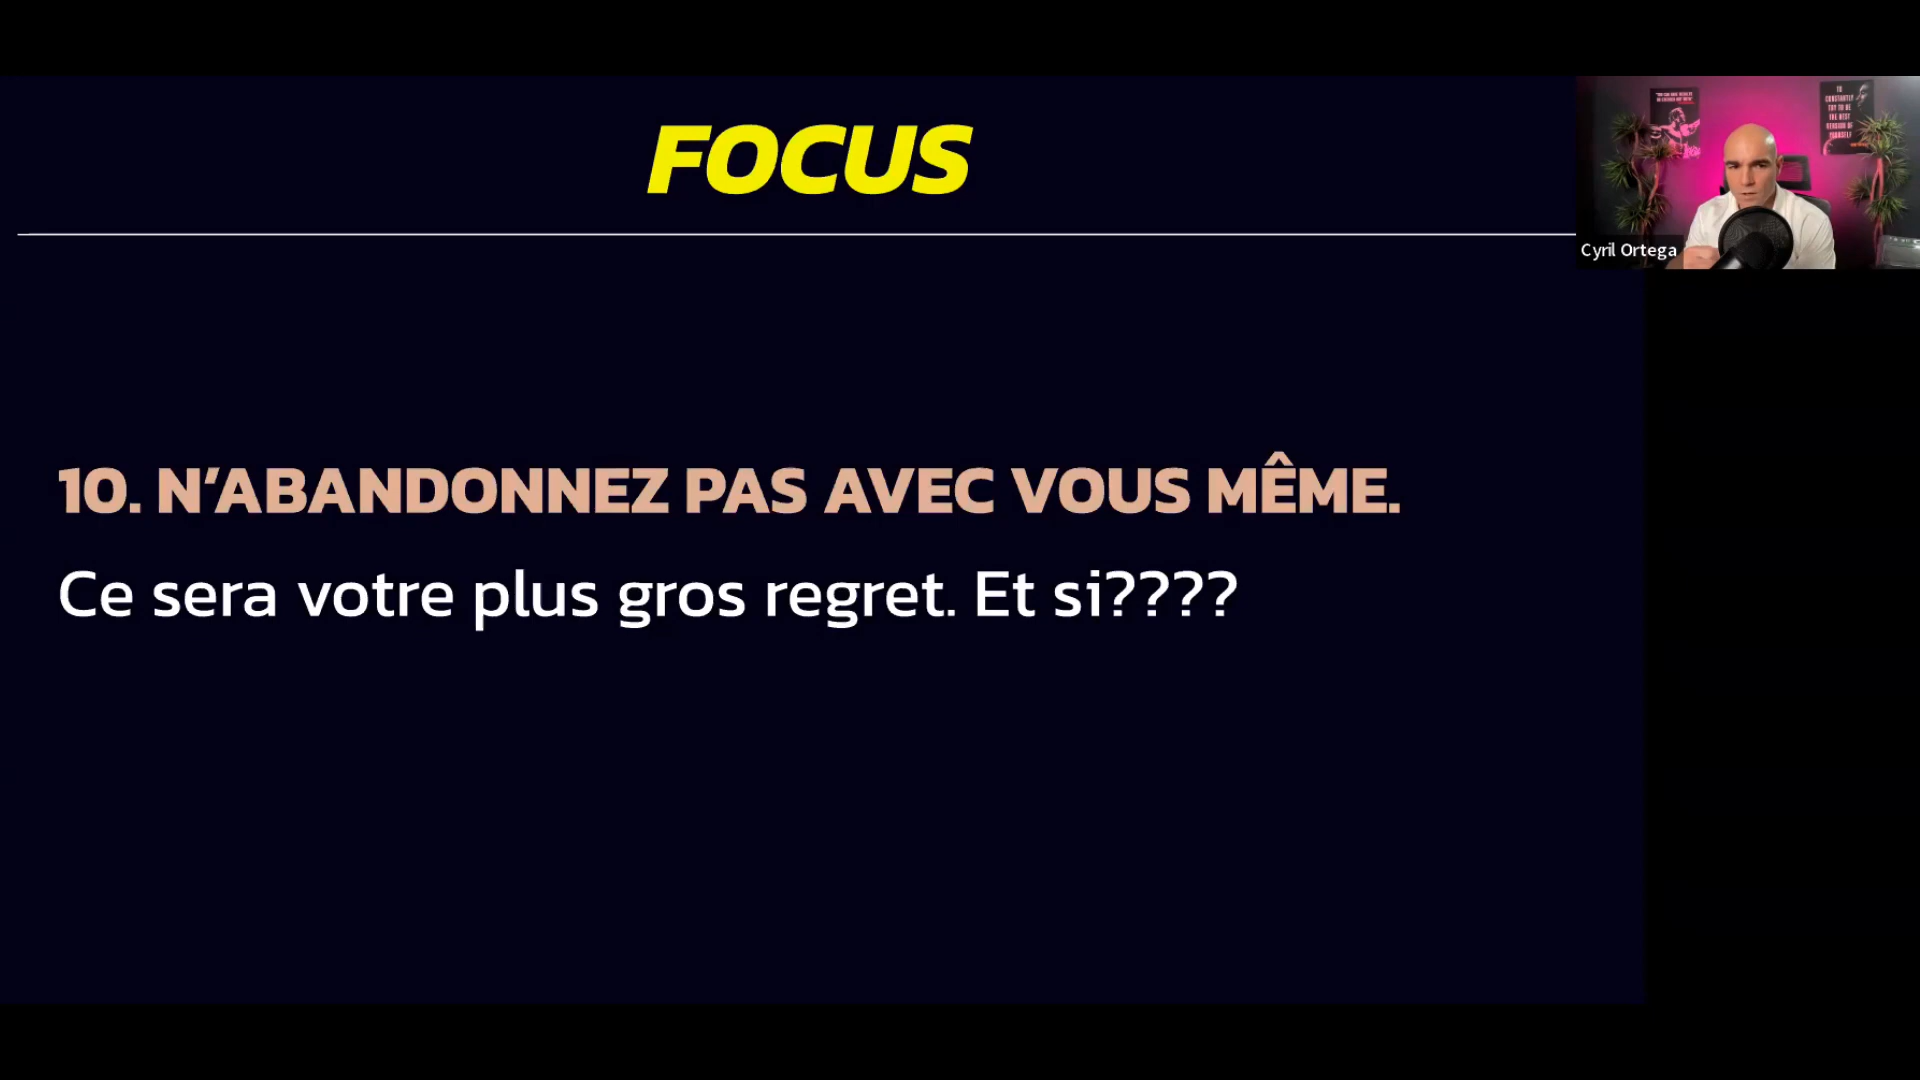 FOCUS
Cyril Ortega
10. N’ABANDONNEZ PAS AVEC VOUS MÊME.
Ce sera votre plus gros regret. Et si????